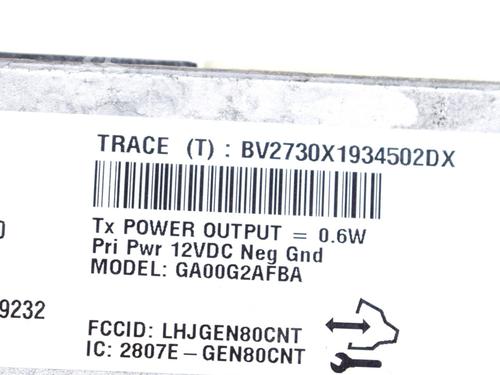 TRACE (T) : BV2730X1934502DX
Tx POWER OUTPUT = 0.6W
Pri Pwr 12VDC Neg Gnd
MODEL: GA00G2AFBA
9232
FCCID: LHJGEN80CNT
IC: 2807E-GEN80CNT